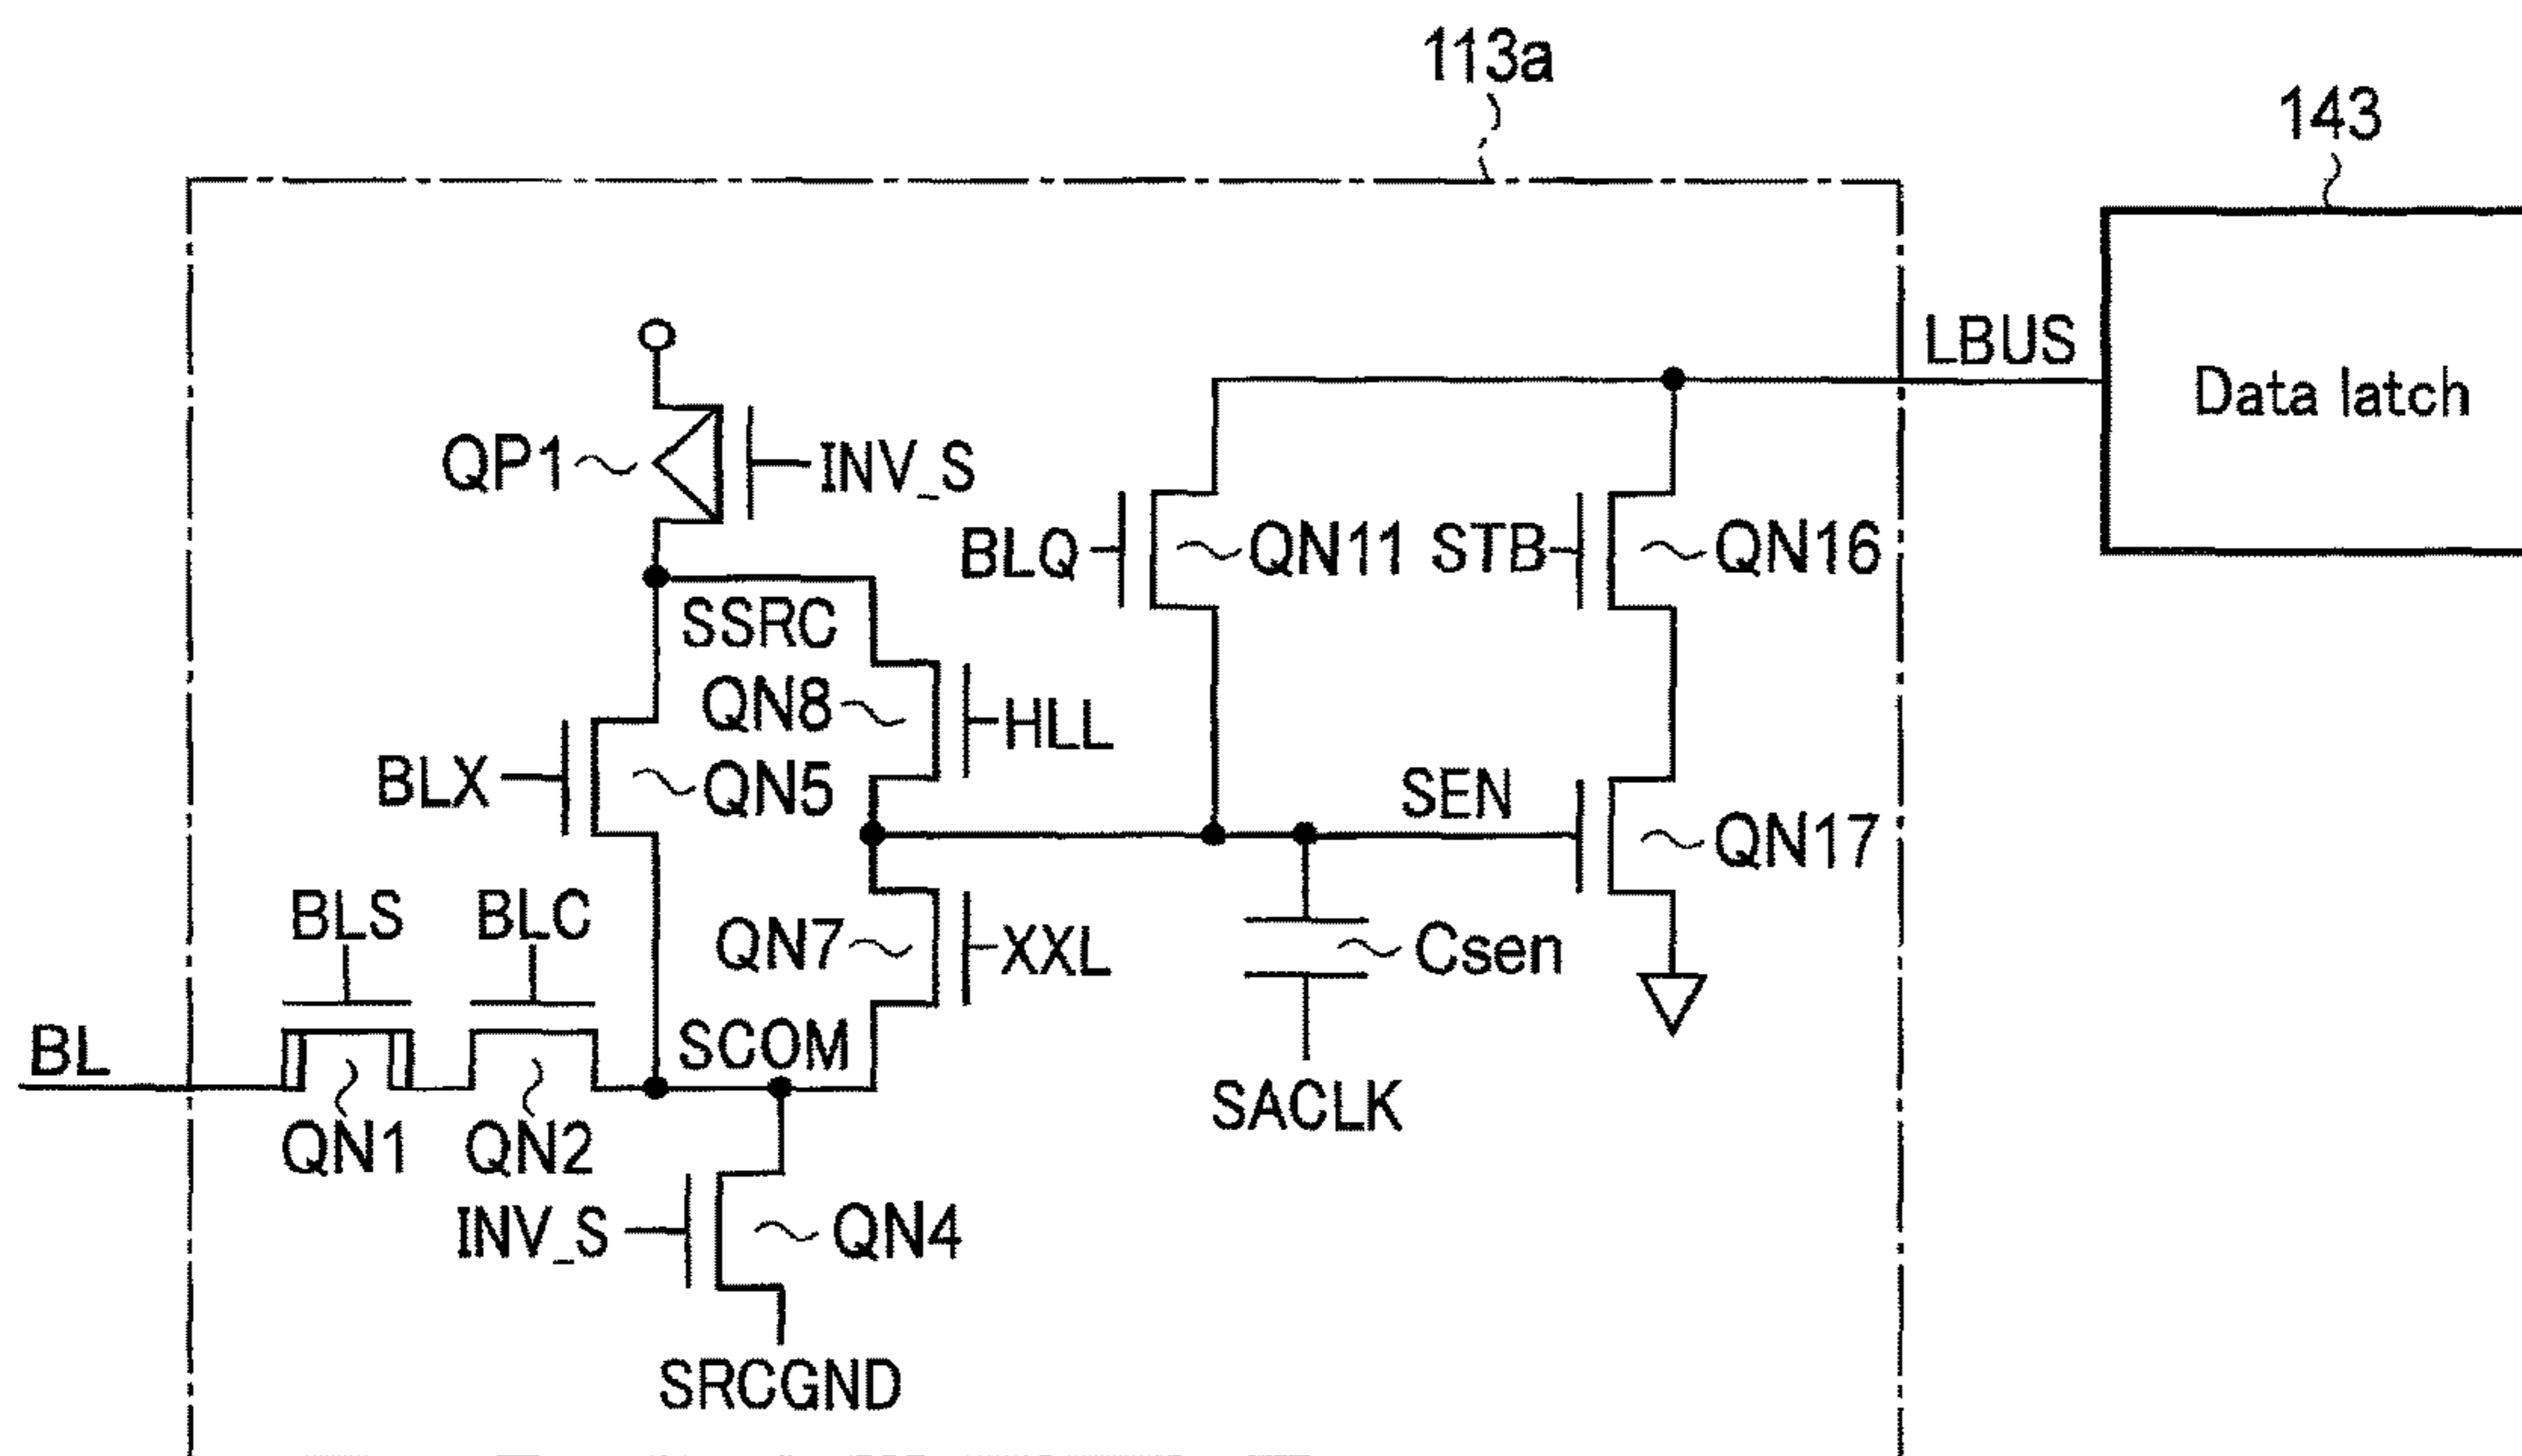 113a
143
LBUS
Data latch
QP1
INV_S
BLQ
QN11
STB
QN16
SSRC
QN8
HLL
BLX
QN5
SEN
QN17
BLS
BLC
QN7
XXL
Csen
BL
SCOM
SACLK
QN1
QN2
INV_S
QN4
SRCGND